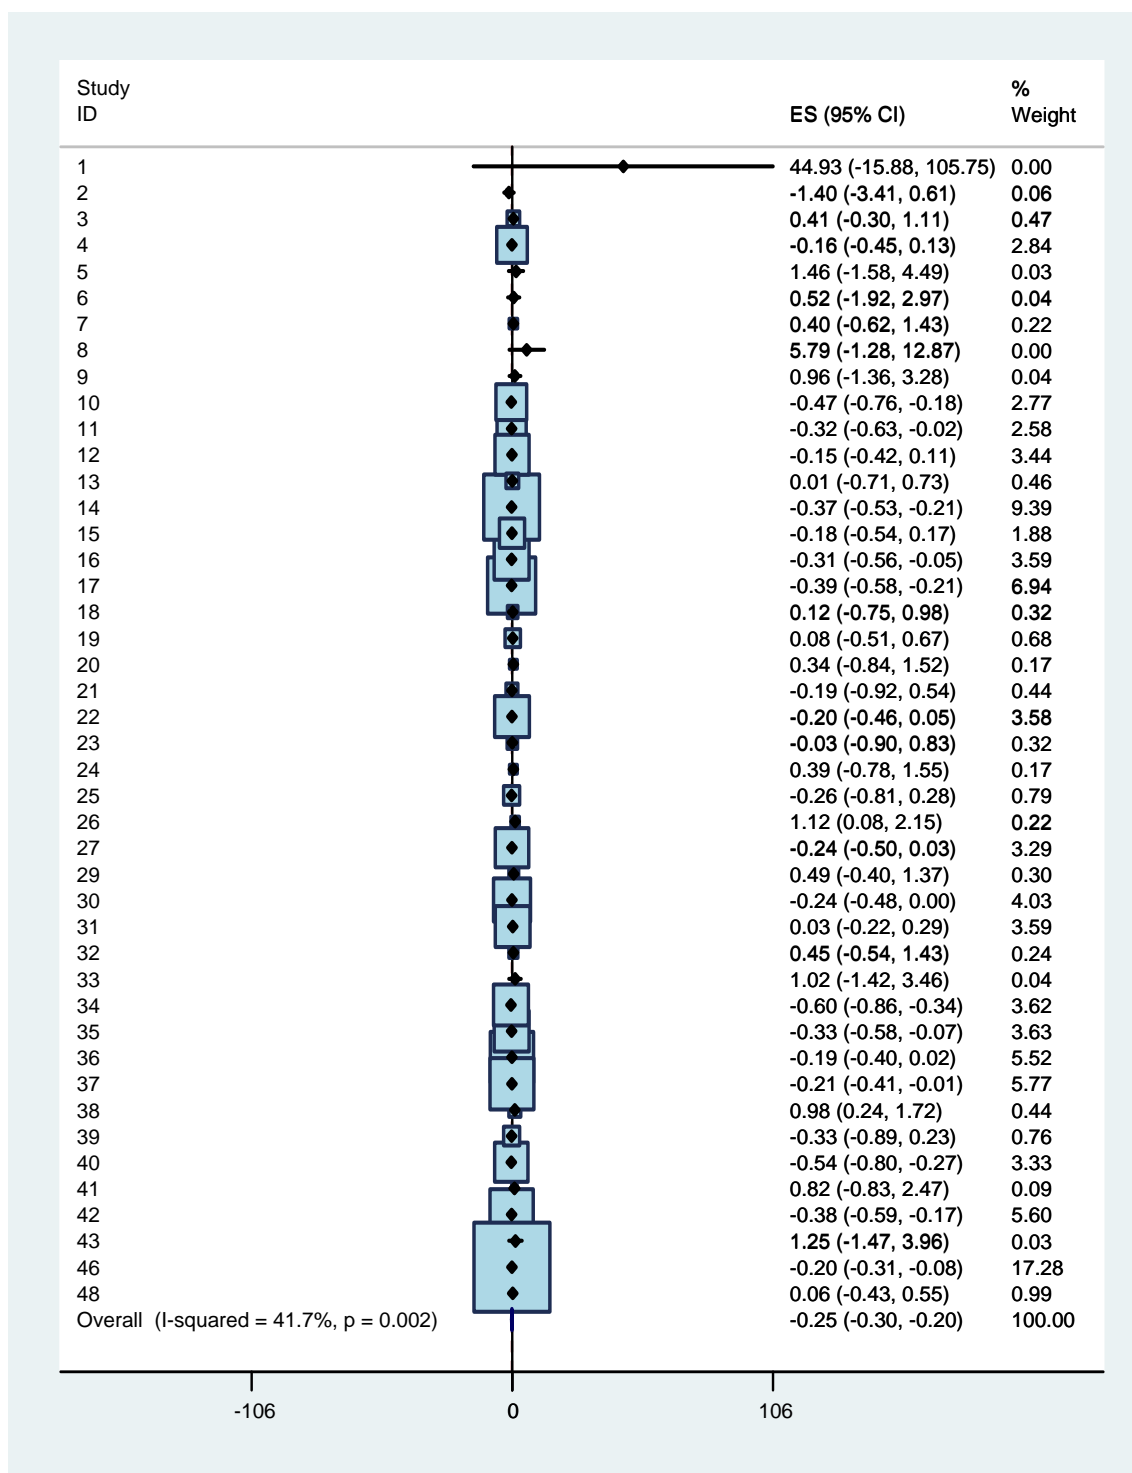 Study %
ID ES (95% CI) Weight
1 44.93 (-15.88, 105.75) 0.00
2 -1.40 (-3.41, 0.61) 0.06
3 0.41 (-0.30, 1.11) 0.47
4 -0.16 (-0.45, 0.13) 2.84
5 1.46 (-1.58, 4.49) 0.03
6 0.52 (-1.92, 2.97) 0.04
7 0.40 (-0.62, 1.43) 0.22
8 5.79 (-1.28, 12.87) 0.00
9 0.96 (-1.36, 3.28) 0.04
10 -0.47 (-0.76, -0.18) 2.77
11 -0.32 (-0.63, -0.02) 2.58
12 -0.15 (-0.42, 0.11) 3.44
13 0.01 (-0.71, 0.73) 0.46
14 -0.37 (-0.53, -0.21) 9.39
15 -0.18 (-0.54, 0.17) 1.88
16 -0.31 (-0.56, -0.05) 3.59
17 -0.39 (-0.58, -0.21) 6.94
18 0.12 (-0.75, 0.98) 0.32
19 0.08 (-0.51, 0.67) 0.68
20 0.34 (-0.84, 1.52) 0.17
21 -0.19 (-0.92, 0.54) 0.44
22 -0.20 (-0.46, 0.05) 3.58
23 -0.03 (-0.90, 0.83) 0.32
24 0.39 (-0.78, 1.55) 0.17
25 -0.26 (-0.81, 0.28) 0.79
26 1.12 (0.08, 2.15) 0.22
27 -0.24 (-0.50, 0.03) 3.29
29 0.49 (-0.40, 1.37) 0.30
30 -0.24 (-0.48, 0.00) 4.03
31 0.03 (-0.22, 0.29) 3.59
32 0.45 (-0.54, 1.43) 0.24
33 1.02 (-1.42, 3.46) 0.04
34 -0.60 (-0.86, -0.34) 3.62
35 -0.33 (-0.58, -0.07) 3.63
36 -0.19 (-0.40, 0.02) 5.52
37 -0.21 (-0.41, -0.01) 5.77
38 0.98 (0.24, 1.72) 0.44
39 -0.33 (-0.89, 0.23) 0.76
40 -0.54 (-0.80, -0.27) 3.33
41 0.82 (-0.83, 2.47) 0.09
42 -0.38 (-0.59, -0.17) 5.60
43 1.25 (-1.47, 3.96) 0.03
46 -0.20 (-0.31, -0.08) 17.28
48 0.06 (-0.43, 0.55) 0.99
Overall (I-squared = 41.7%, p = 0.002) -0.25 (-0.30, -0.20) 100.00
-106 0 106